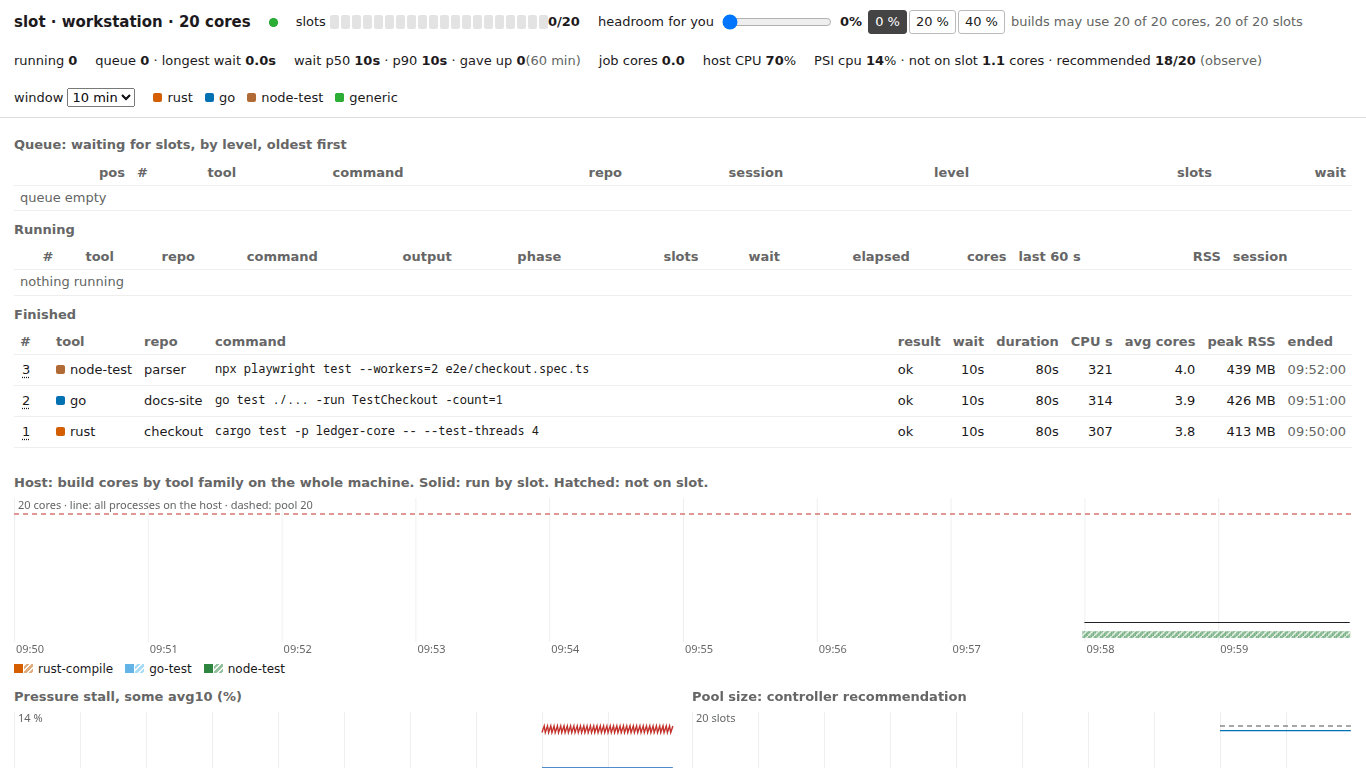 slot · workstation · 20 cores slots 0/20 headroom for you 0% 0 % 20 % 40 % builds may use 20 of 20 cores, 20 of 20 slots
running 0 queue 0 · longest wait 0.0s wait p50 10s · p90 10s · gave up 0(60 min) job cores 0.0 host CPU 70% PSI cpu 14% · not on slot 1.1 cores · recommended 18/20 (observe)
window 10 min rust go node-test generic
Queue: waiting for slots, by level, oldest first
pos # tool command repo session level slots wait
queue empty
Running
# tool repo command output phase slots wait elapsed cores last 60 s RSS session
nothing running
Finished
# tool repo command result wait duration CPU s avg cores peak RSS ended
3 node-test parser npx playwright test --workers=2 e2e/checkout.spec.ts ok 10s 80s 321 4.0 439 MB 09:52:00
2 go docs-site go test ./... -run TestCheckout -count=1 ok 10s 80s 314 3.9 426 MB 09:51:00
1 rust checkout cargo test -p ledger-core -- --test-threads 4 ok 10s 80s 307 3.8 413 MB 09:50:00
Host: build cores by tool family on the whole machine. Solid: run by slot. Hatched: not on slot.
20 cores · line: all processes on the host · dashed: pool 20
09:50 09:51 09:52 09:53 09:54 09:55 09:56 09:57 09:58 09:59
rust-compile go-test node-test
Pressure stall, some avg10 (%) Pool size: controller recommendation
14 % 20 slots